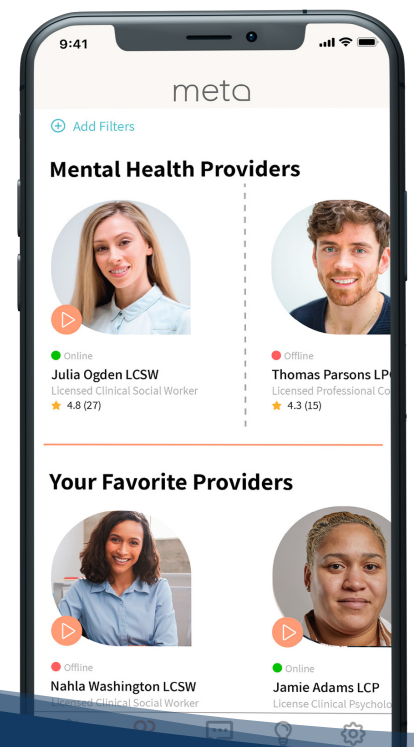 9:41
meta
Add Filters
Mental Health Providers
Online
Julia Ogden LCSW
Licensed Clinical Social Worker
4.8 (27)
Offline
Thomas Parsons LP
Licensed Professional Co
4.3 (15)
Your Favorite Providers
Offline
Nahla Washington LCSW
Licensed Clinical Social Worker
Online
Jamie Adams LCP
License Clinical Psycholo